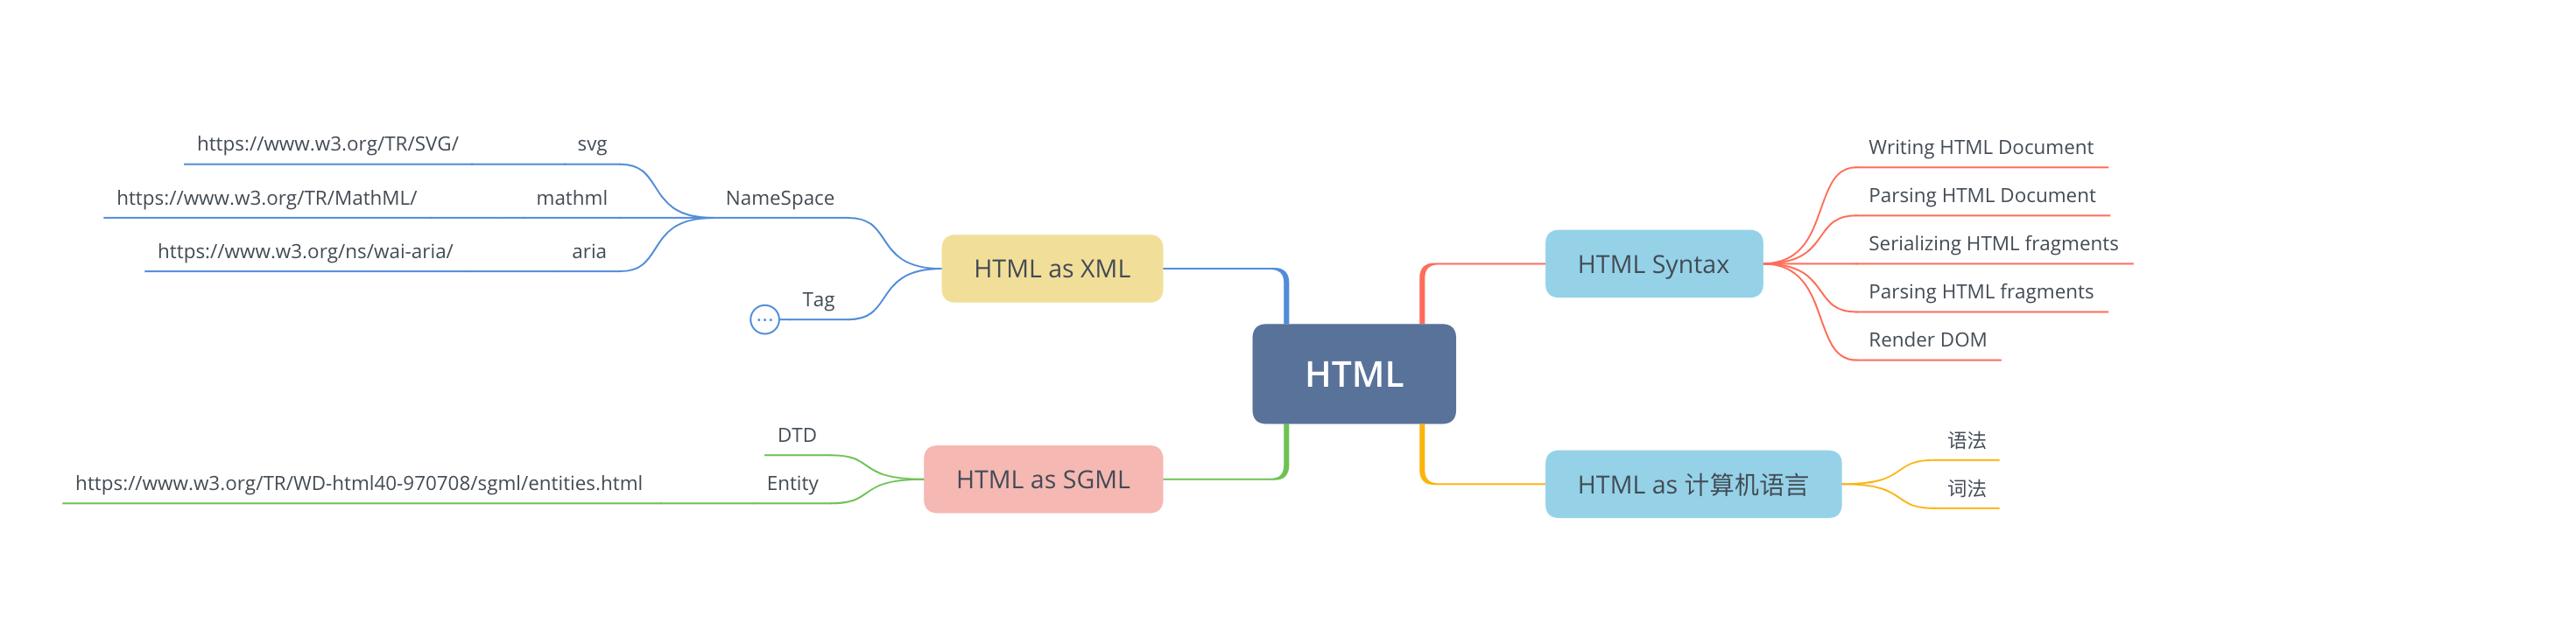 HTML
HTML Syntax
Writing HTML Document
Parsing HTML Document
Serializing HTML fragments
Parsing HTML fragments
Render DOM
HTML as 计算机语言
语法
词法
HTML as XML
NameSpace
svg
https://www.w3.org/TR/SVG/
mathml
https://www.w3.org/TR/MathML/
aria
https://www.w3.org/ns/wai-aria/
Tag
HTML as SGML
DTD
Entity
https://www.w3.org/TR/WD-html40-970708/sgml/entities.html